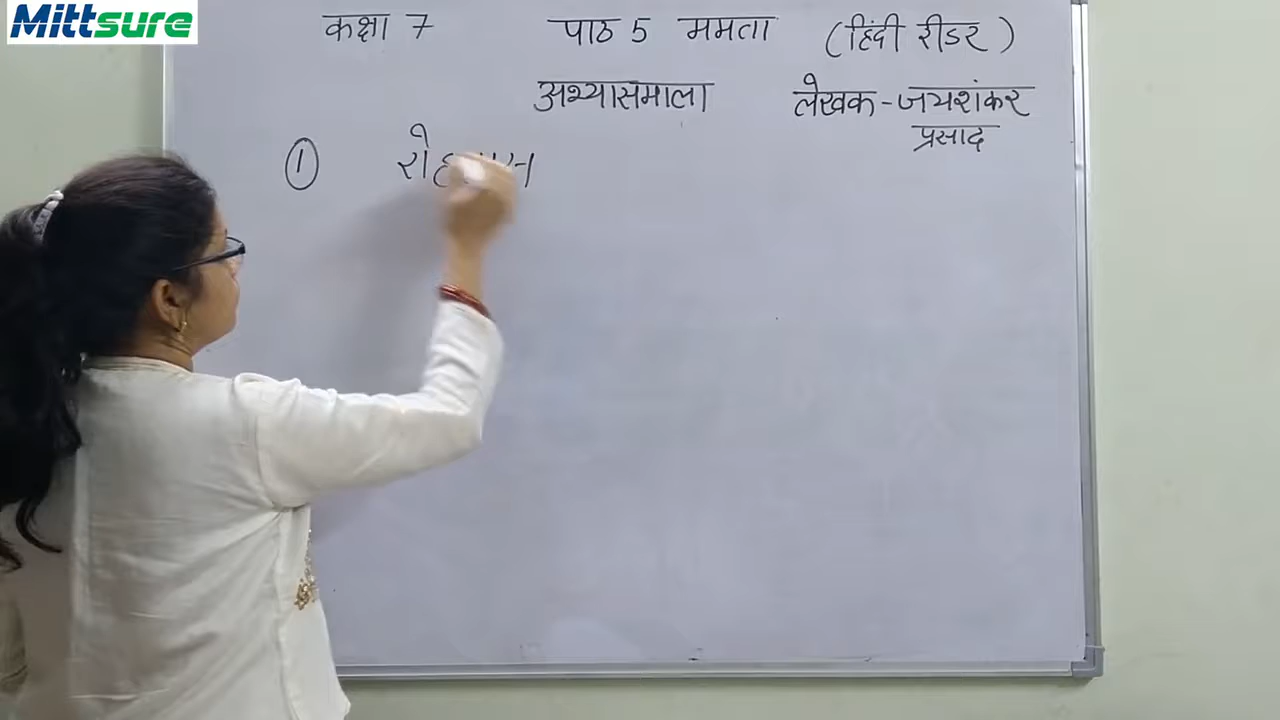 Mittsure
कक्षा 7 पाठ 5 ममता (हिंदी रीडर)
अभ्यासमाला लेखक - जयशंकर
प्रसाद
1